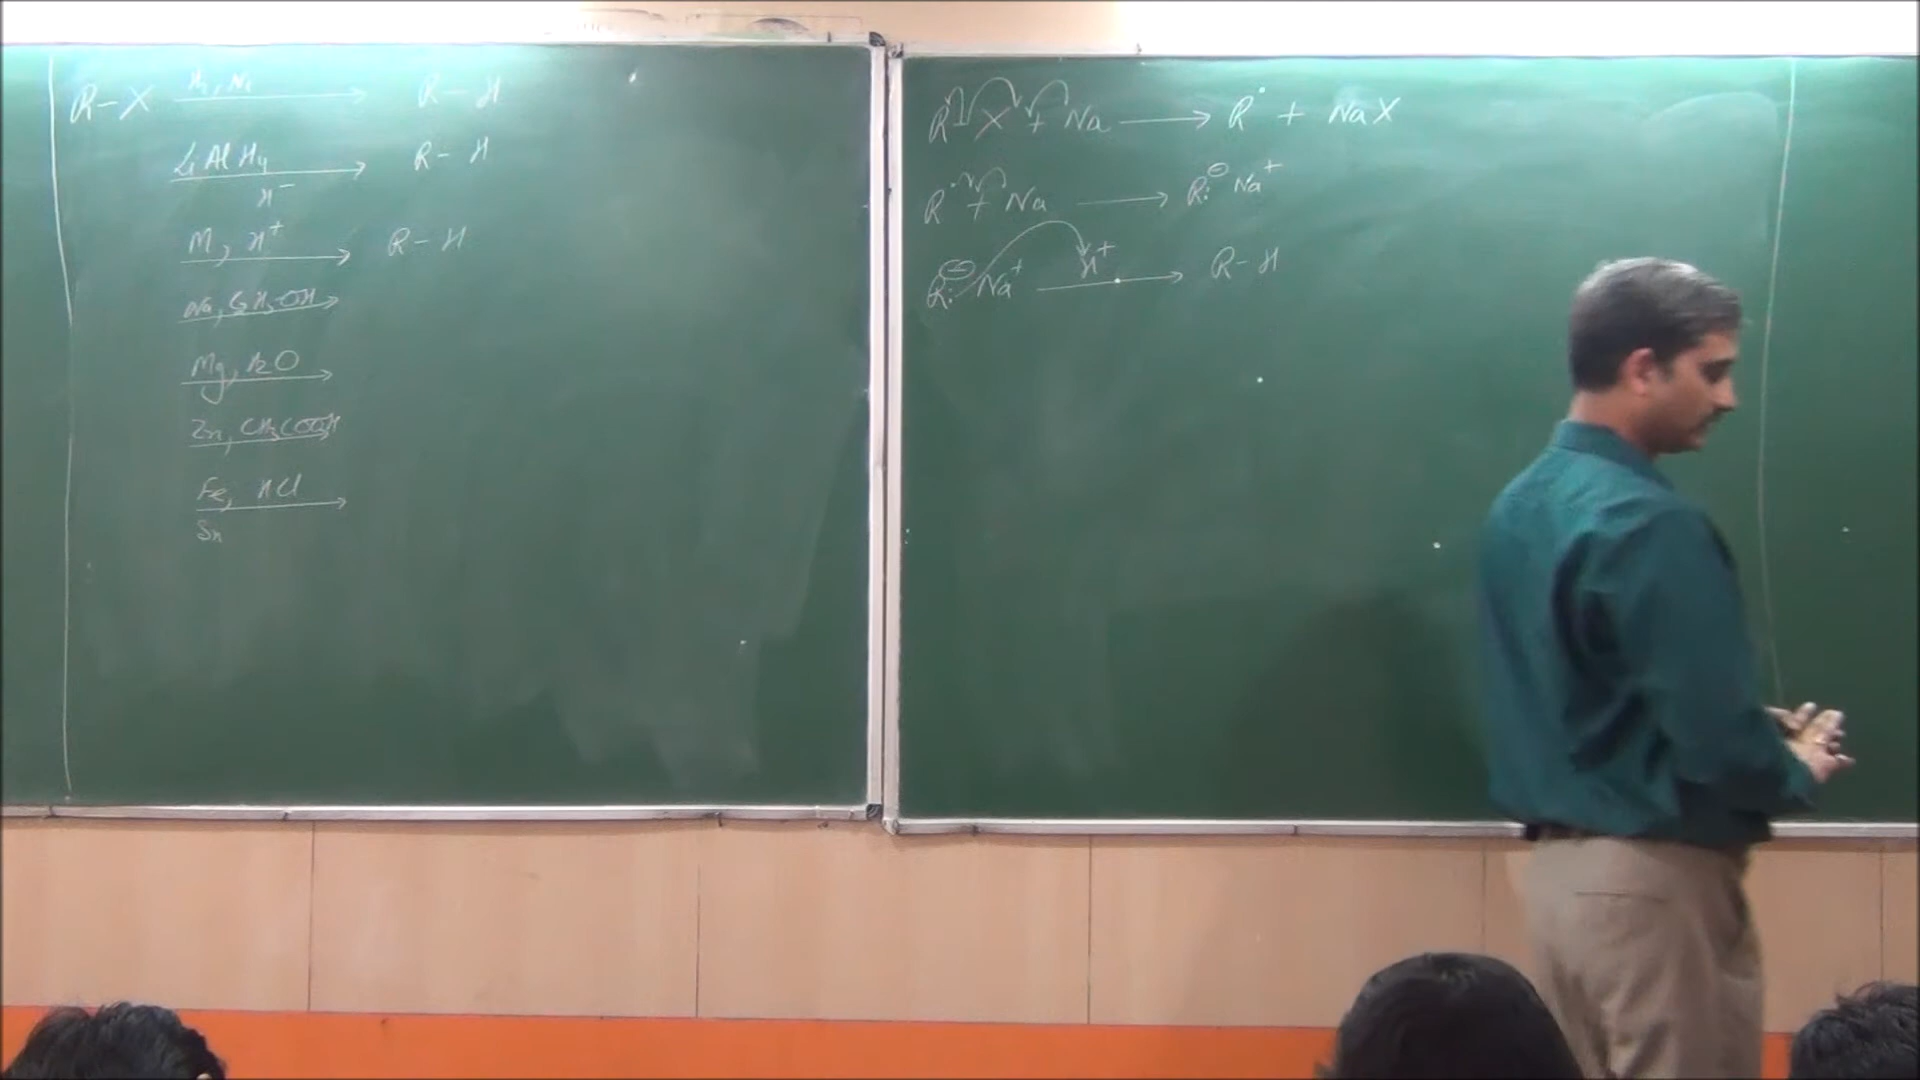 R-X H2, Ni → R-H
LiAlH4 → R-H
H⁻
M, H⁺ → R-H
Na, C2H5OH →
Mg, H2O →
Zn, CH3COOH →
Fe, HCl →
Sn
R X + Na → R• + NaX
R• + Na → R:⊖ Na⁺
R:⊖ Na⁺ H⁺ → R-H